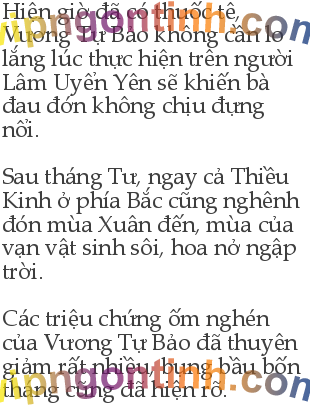 Hiện giờ đã có thuốc tê,
Vương Tự Bảo không cần lo
lắng lúc thực hiện trên người
Lâm Uyển Yên sẽ khiến bà
đau đớn không chịu đựng
nổi.
Sau tháng Tư, ngay cả Thiều
Kinh ở phía Bắc cũng nghênh
đón mùa Xuân đến, mùa của
vạn vật sinh sôi, hoa nở ngập
trời.
Các triệu chứng ốm nghén
của Vương Tự Bảo đã thuyên
giảm rất nhiều, bụng bầu bốn
tháng cũng đã hiện rõ.